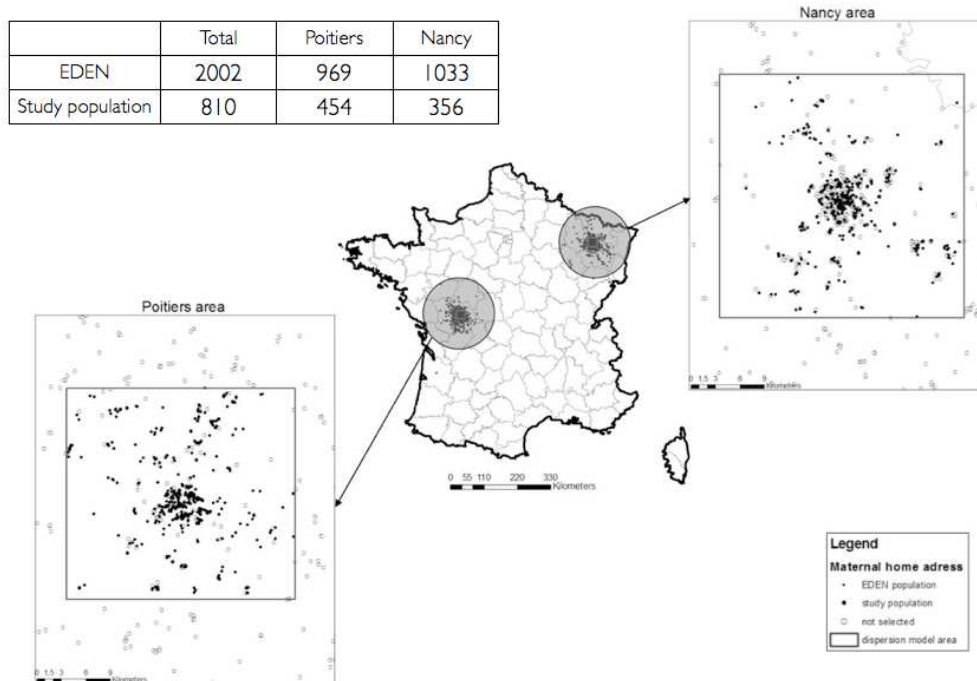 Total Poitiers Nancy
EDEN 2002 969 1033
Study population 810 454 356
Nancy area
0 1,5 3 6 9
Kilometers
Poitiers area
0 55 110 220 330
Kilometers
0 1,5 3 6 9
Kilometers
Legend
Maternal home adress
EDEN population
study population
not selected
dispersion model area